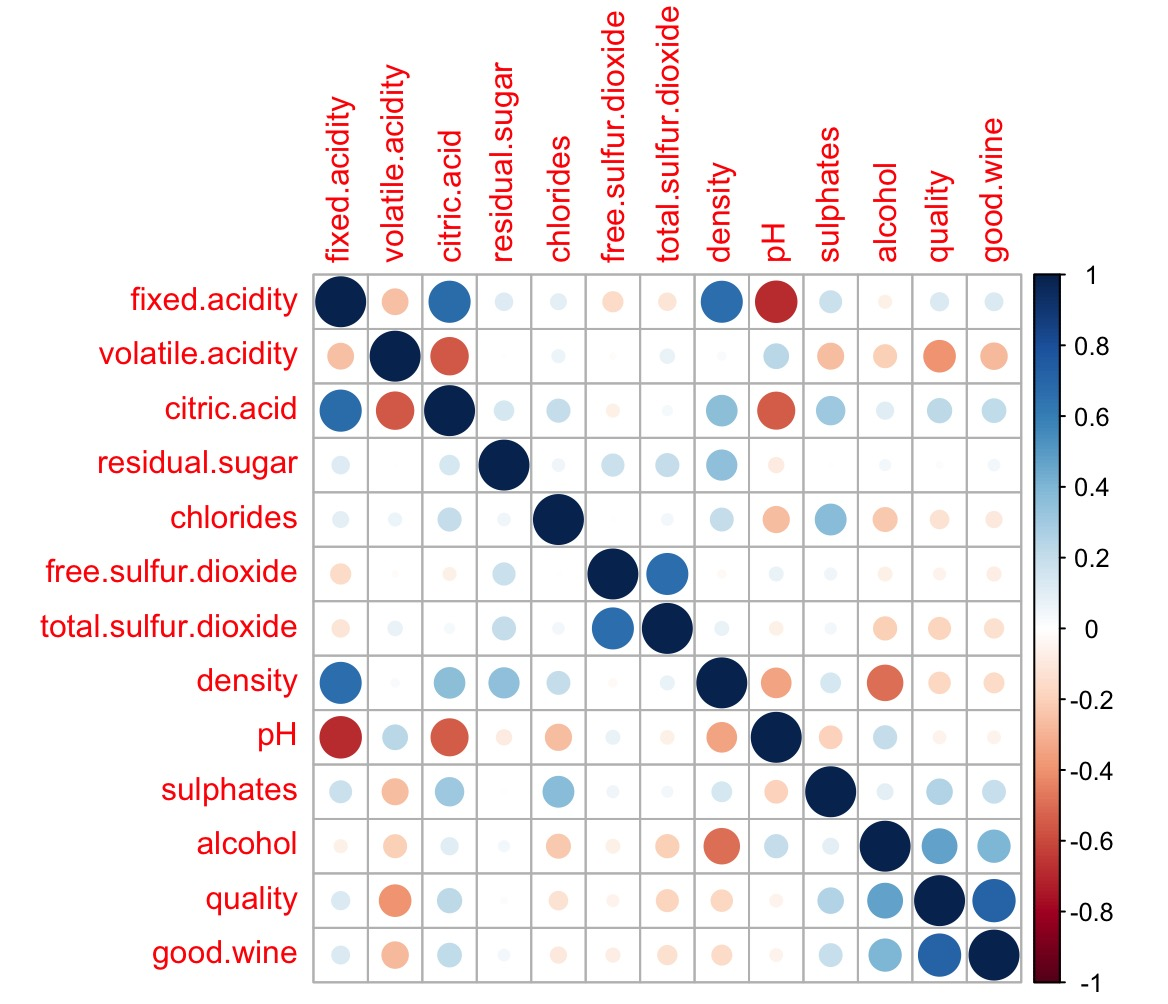 fixed.acidity
volatile.acidity
citric.acid
residual.sugar
chlorides
free.sulfur.dioxide
total.sulfur.dioxide
density
pH
sulphates
alcohol
quality
good.wine
fixed.acidity
volatile.acidity
citric.acid
residual.sugar
chlorides
free.sulfur.dioxide
total.sulfur.dioxide
density
pH
sulphates
alcohol
quality
good.wine
1
0.8
0.6
0.4
0.2
0
-0.2
-0.4
-0.6
-0.8
-1